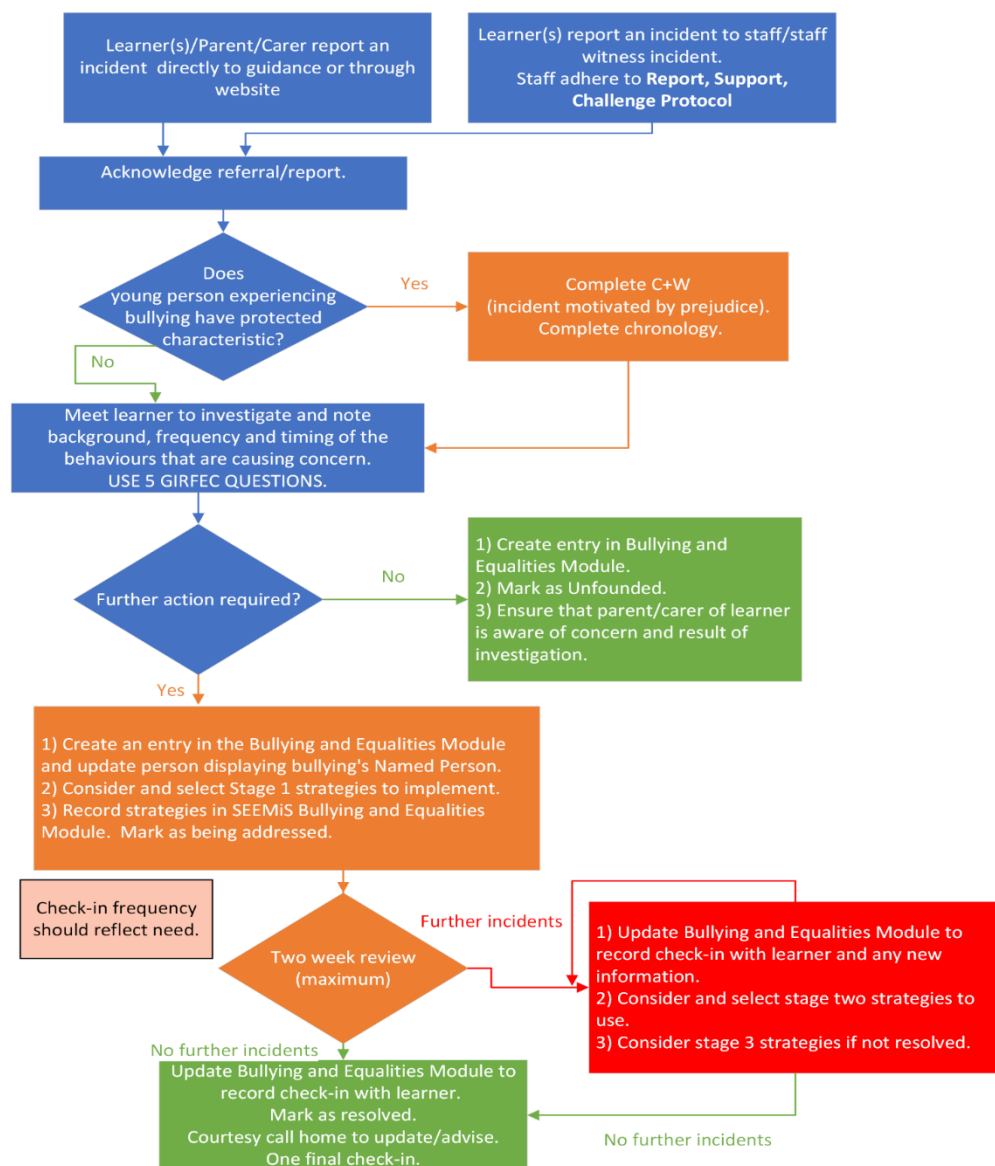 Learner(s)/Parent/Carer report an
incident  directly to guidance or through
website
Learner(s) report an incident to staff/staff
witness incident.
Staff adhere to Report, Support,
Challenge Protocol
Acknowledge referral/report.
Does
young person experiencing
bullying have protected
characteristic?
Yes
Complete C+W
(incident motivated by prejudice).
Complete chronology.
No
Meet learner to investigate and note
background, frequency and timing of the
behaviours that are causing concern.
USE 5 GIRFEC QUESTIONS.
Further action required?
No
1) Create entry in Bullying and
Equalities Module.
2) Mark as Unfounded.
3) Ensure that parent/carer of learner
is aware of concern and result of
investigation.
Yes
1) Create an entry in the Bullying and Equalities Module
and update person displaying bullying's Named Person.
2) Consider and select Stage 1 strategies to implement.
3) Record strategies in SEEMiS Bullying and Equalities
Module.  Mark as being addressed.
Check-in frequency
should reflect need.
Two week review
(maximum)
Further incidents
1) Update Bullying and Equalities Module to
record check-in with learner and any new
information.
2) Consider and select stage two strategies to
use.
3) Consider stage 3 strategies if not resolved.
No further incidents
Update Bullying and Equalities Module to
record check-in with learner.
Mark as resolved.
Courtesy call home to update/advise.
One final check-in.
No further incidents